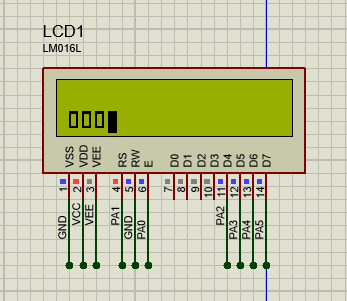 LCD1
LM016L
VSS VDD VEE RS RW E D0 D1 D2 D3 D4 D5 D6 D7
1 2 3 4 5 6 7 8 9 10 11 12 13 14
GND VCC VEE PA1 GND PA0 PA2 PA3 PA4 PA5